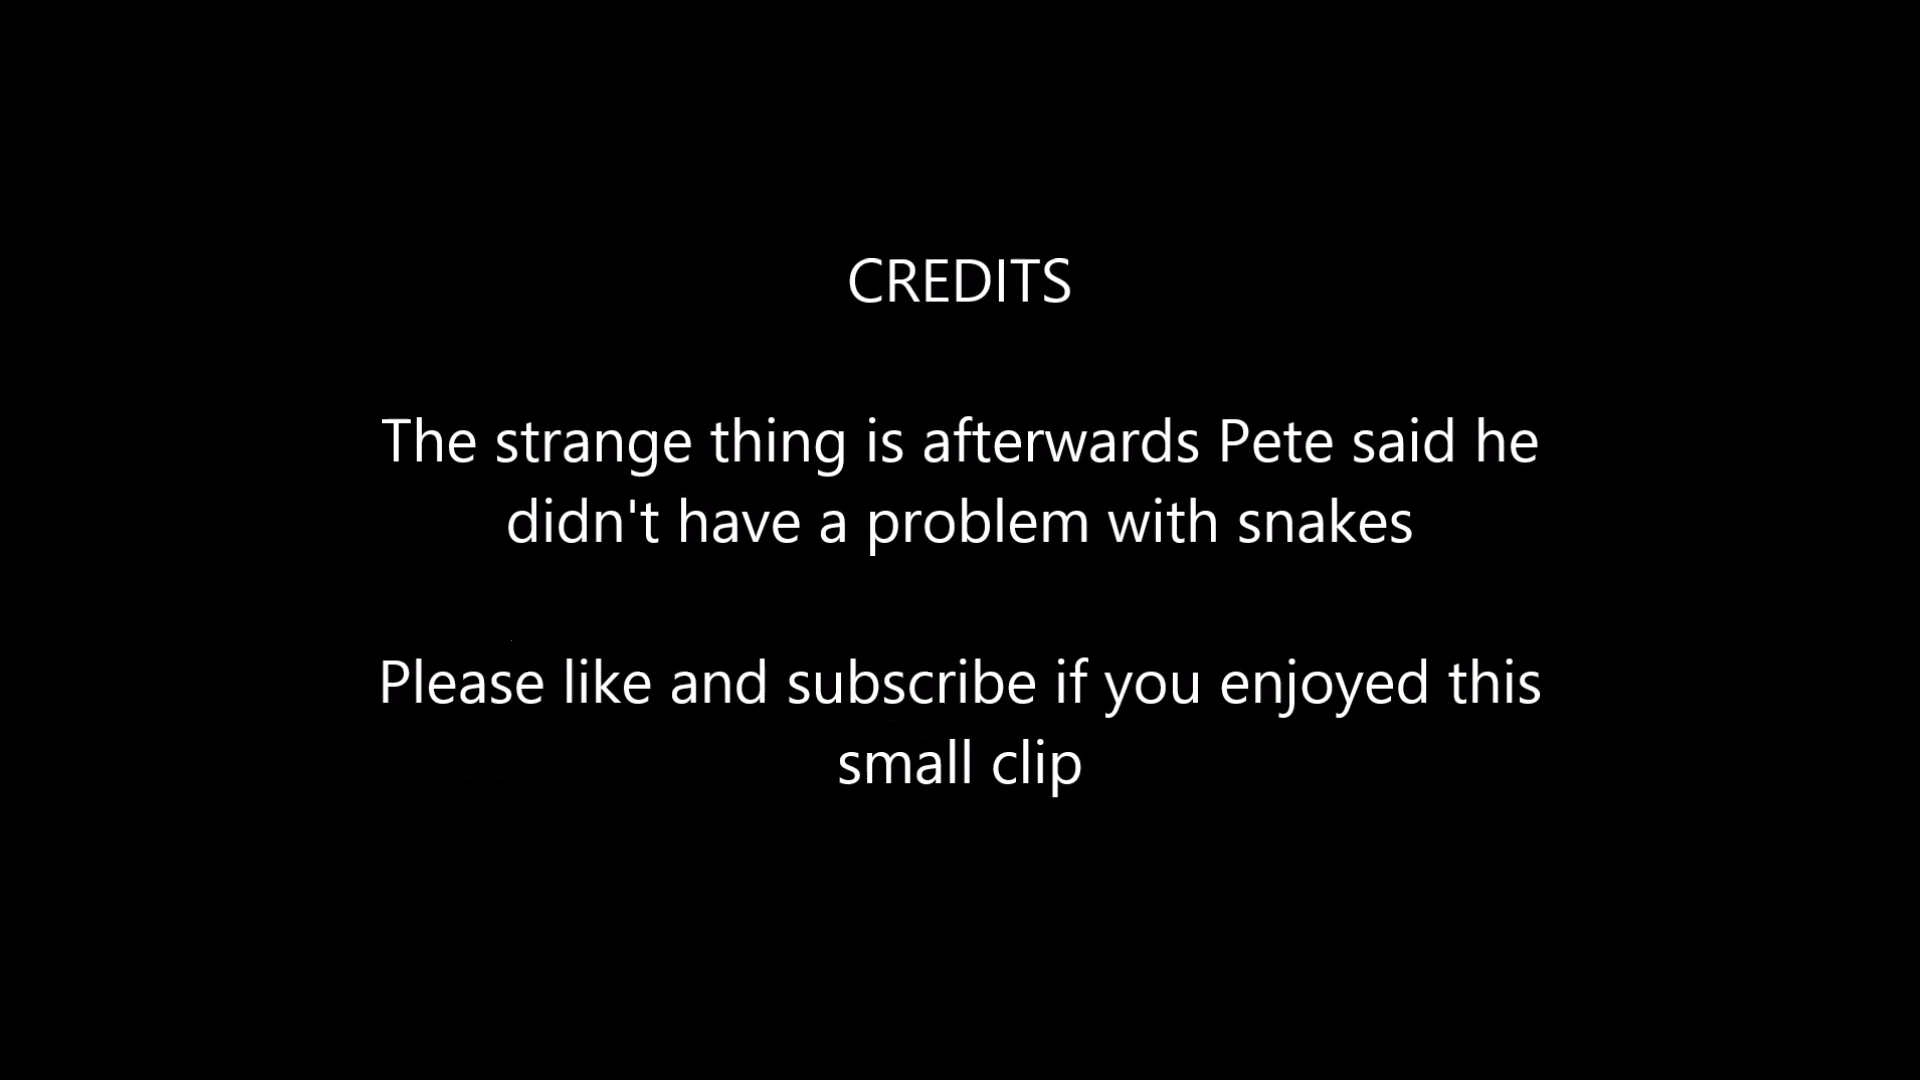 CREDITS
The strange thing is afterwards Pete said he
didn't have a problem with snakes
Please like and subscribe if you enjoyed this
small clip